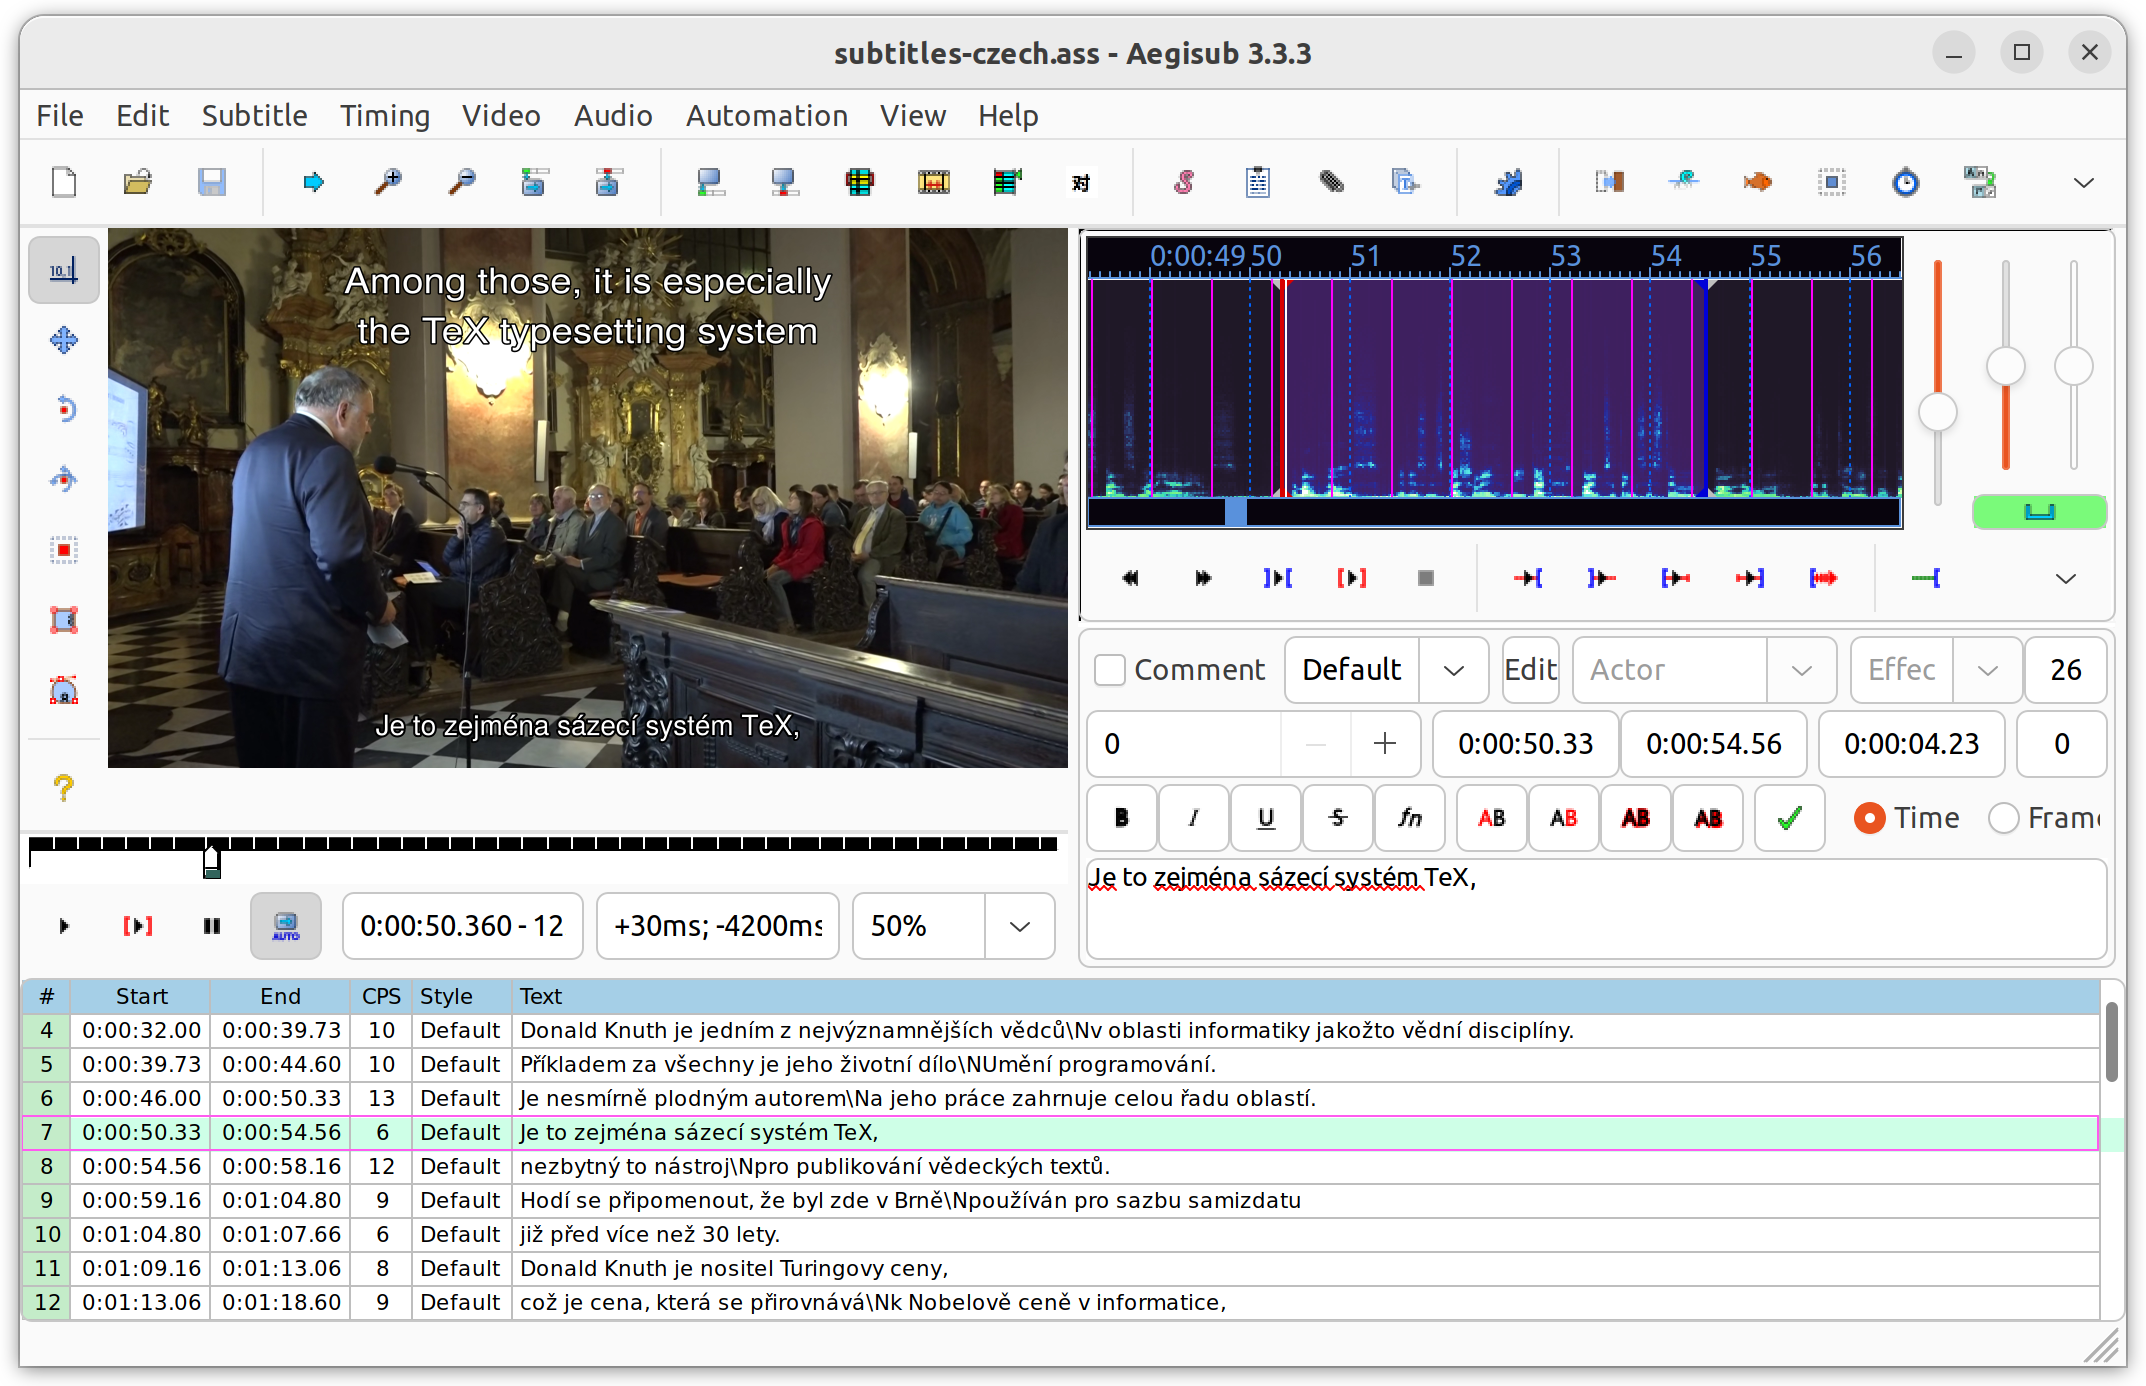 subtitles-czech.ass - Aegisub 3.3.3
File Edit Subtitle Timing Video Audio Automation View Help
对
Among those, it is especially
the TeX typesetting system
Je to zejména sázecí systém TeX,
0:00:49 50 51 52 53 54 55 56
Comment Default Edit Actor Effec 26
0 − + 0:00:50.33 0:00:54.56 0:00:04.23 0
B I U S fn AB AB AB AB Time Frame
Je to zejména sázecí systém TeX,
AUTO 0:00:50.360 - 12 +30ms; -4200ms 50%
# Start End CPS Style Text
4 0:00:32.00 0:00:39.73 10 Default Donald Knuth je jedním z nejvýznamnějších vědců\Nv oblasti informatiky jakožto vědní disciplíny.
5 0:00:39.73 0:00:44.60 10 Default Příkladem za všechny je jeho životní dílo\NUmění programování.
6 0:00:46.00 0:00:50.33 13 Default Je nesmírně plodným autorem\Na jeho práce zahrnuje celou řadu oblastí.
7 0:00:50.33 0:00:54.56 6 Default Je to zejména sázecí systém TeX,
8 0:00:54.56 0:00:58.16 12 Default nezbytný to nástroj\Npro publikování vědeckých textů.
9 0:00:59.16 0:01:04.80 9 Default Hodí se připomenout, že byl zde v Brně\Npoužíván pro sazbu samizdatu
10 0:01:04.80 0:01:07.66 6 Default již před více než 30 lety.
11 0:01:09.16 0:01:13.06 8 Default Donald Knuth je nositel Turingovy ceny,
12 0:01:13.06 0:01:18.60 9 Default což je cena, která se přirovnává\Nk Nobelově ceně v informatice,